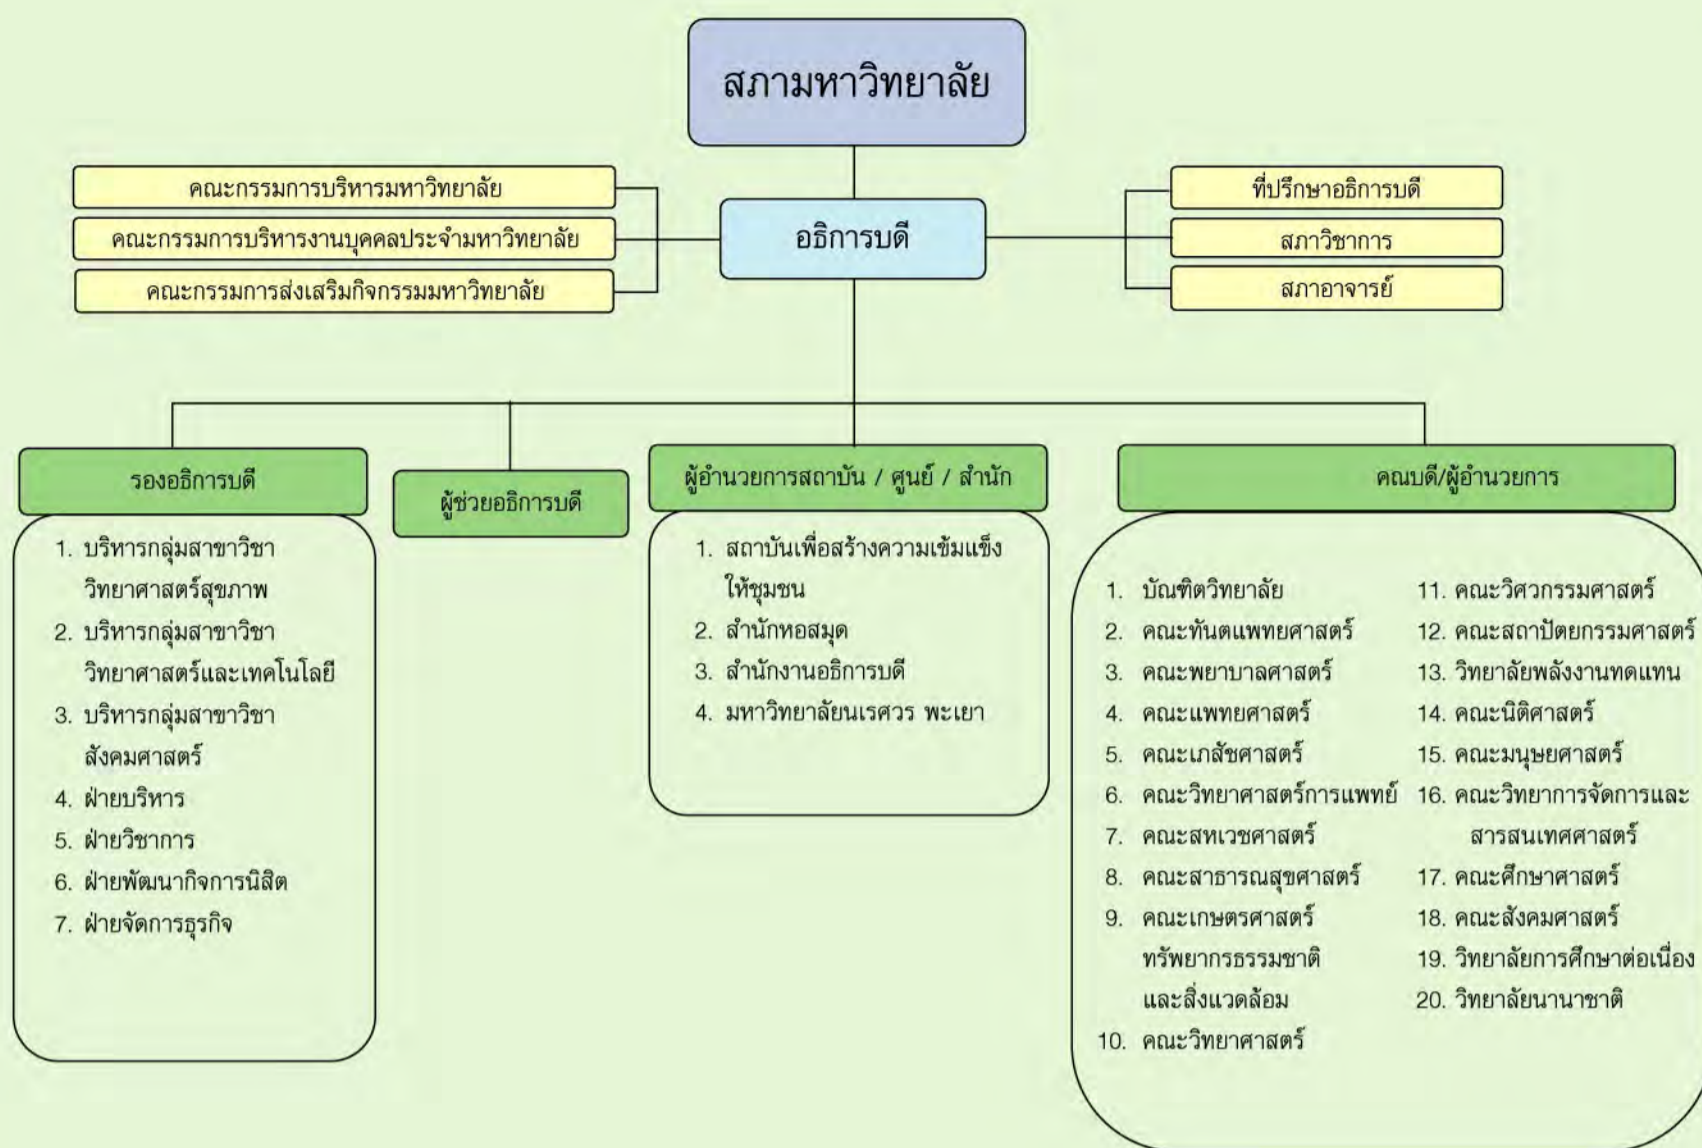 สภามหาวิทยาลัย
คณะกรรมการบริหารมหาวิทยาลัย
คณะกรรมการบริหารงานบุคคลประจำมหาวิทยาลัย
คณะกรรมการส่งเสริมกิจกรรมมหาวิทยาลัย
อธิการบดี
ที่ปรึกษาอธิการบดี
สภาวิชาการ
สภาอาจารย์
รองอธิการบดี
1. บริหารกลุ่มสาขาวิชา
วิทยาศาสตร์สุขภาพ
2. บริหารกลุ่มสาขาวิชา
วิทยาศาสตร์และเทคโนโลยี
3. บริหารกลุ่มสาขาวิชา
สังคมศาสตร์
4. ฝ่ายบริหาร
5. ฝ่ายวิชาการ
6. ฝ่ายพัฒนากิจการนิสิต
7. ฝ่ายจัดการธุรกิจ
ผู้ช่วยอธิการบดี
ผู้อำนวยการสถาบัน / ศูนย์ / สำนัก
1. สถาบันเพื่อสร้างความเข้มแข็ง
ให้ชุมชน
2. สำนักหอสมุด
3. สำนักงานอธิการบดี
4. มหาวิทยาลัยนเรศวร พะเยา
คณบดี/ผู้อำนวยการ
1. บัณฑิตวิทยาลัย
2. คณะทันตแพทยศาสตร์
3. คณะพยาบาลศาสตร์
4. คณะแพทยศาสตร์
5. คณะเภสัชศาสตร์
6. คณะวิทยาศาสตร์การแพทย์
7. คณะสหเวชศาสตร์
8. คณะสาธารณสุขศาสตร์
9. คณะเกษตรศาสตร์
ทรัพยากรธรรมชาติ
และสิ่งแวดล้อม
10. คณะวิทยาศาสตร์
11. คณะวิศวกรรมศาสตร์
12. คณะสถาปัตยกรรมศาสตร์
13. วิทยาลัยพลังงานทดแทน
14. คณะนิติศาสตร์
15. คณะมนุษยศาสตร์
16. คณะวิทยาการจัดการและ
สารสนเทศศาสตร์
17. คณะศึกษาศาสตร์
18. คณะสังคมศาสตร์
19. วิทยาลัยการศึกษาต่อเนื่อง
20. วิทยาลัยนานาชาติ